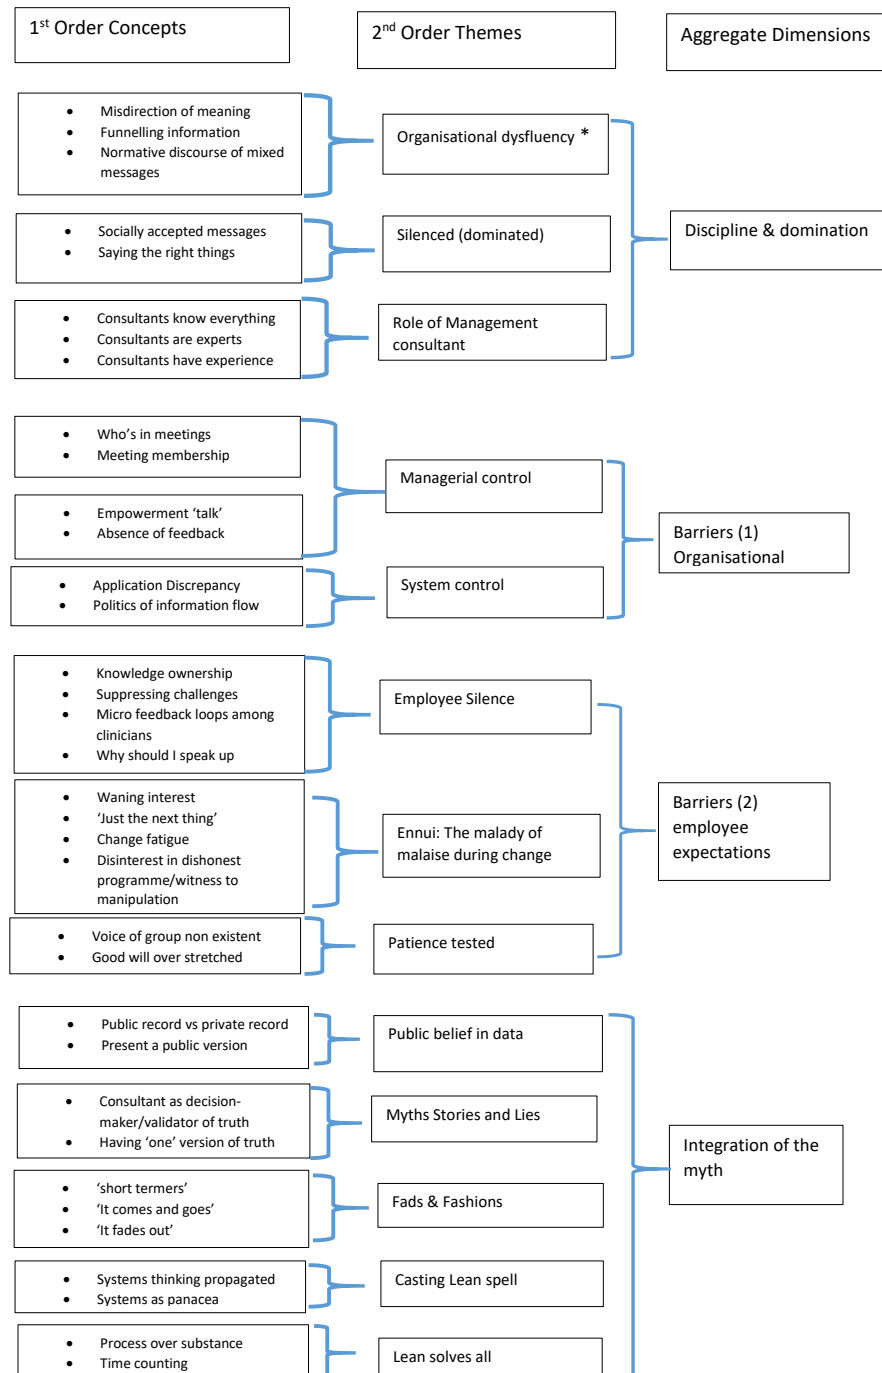 1st Order Concepts
2nd Order Themes
Aggregate Dimensions
• Misdirection of meaning
• Funnelling information
• Normative discourse of mixed
messages
Organisational dysfluency *
• Socially accepted messages
• Saying the right things
Silenced (dominated)
Discipline & domination
• Consultants know everything
• Consultants are experts
• Consultants have experience
Role of Management
consultant
• Who's in meetings
• Meeting membership
Managerial control
• Empowerment 'talk'
• Absence of feedback
Barriers (1)
Organisational
• Application Discrepancy
• Politics of information flow
System control
• Knowledge ownership
• Suppressing challenges
• Micro feedback loops among
clinicians
• Why should I speak up
Employee Silence
• Waning interest
• 'Just the next thing'
• Change fatigue
• Disinterest in dishonest
programme/witness to
manipulation
Ennui: The malady of
malaise during change
Barriers (2)
employee
expectations
• Voice of group non existent
• Good will over stretched
Patience tested
• Public record vs private record
• Present a public version
Public belief in data
• Consultant as decision-
maker/validator of truth
• Having 'one' version of truth
Myths Stories and Lies
Integration of the
myth
• 'short termers'
• 'It comes and goes'
• 'It fades out'
Fads & Fashions
• Systems thinking propagated
• Systems as panacea
Casting Lean spell
• Process over substance
• Time counting
Lean solves all